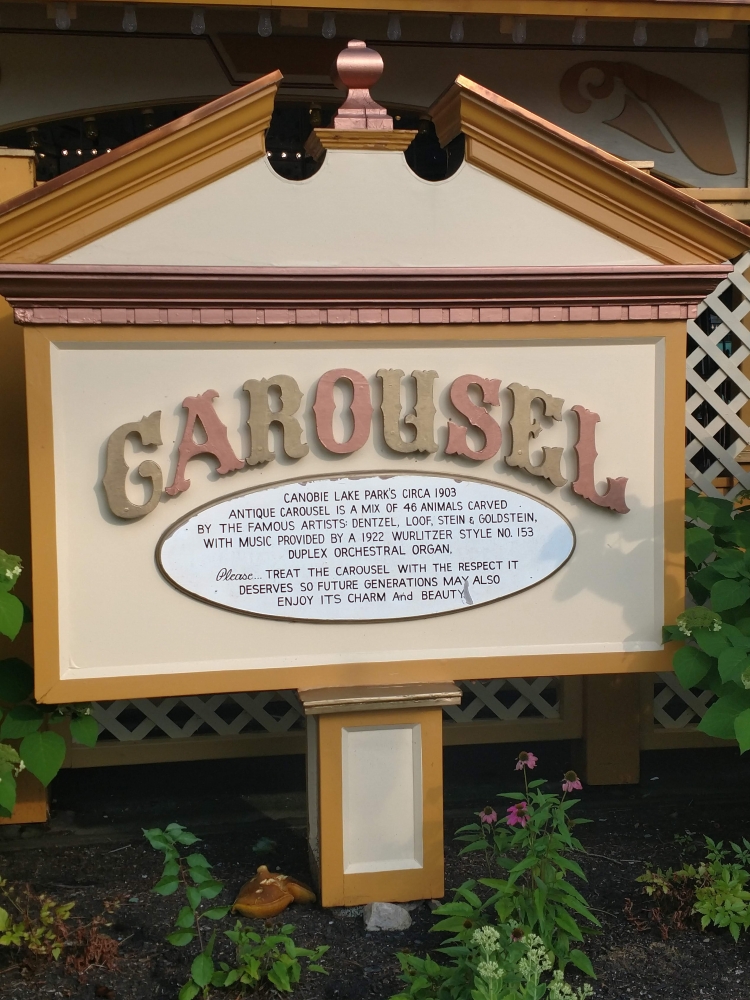 CAROUSEL
CANOBIE LAKE PARK'S CIRCA 1903
ANTIQUE CAROUSEL IS A MIX OF 46 ANIMALS CARVED
BY THE FAMOUS ARTISTS: DENTZEL, LOOF, STEIN & GOLDSTEIN,
WITH MUSIC PROVIDED BY A 1922 WURLITZER STYLE NO. 153
DUPLEX ORCHESTRAL ORGAN.
Please... TREAT THE CAROUSEL WITH THE RESPECT IT
DESERVES SO FUTURE GENERATIONS MAY ALSO
ENJOY ITS CHARM And BEAUTY